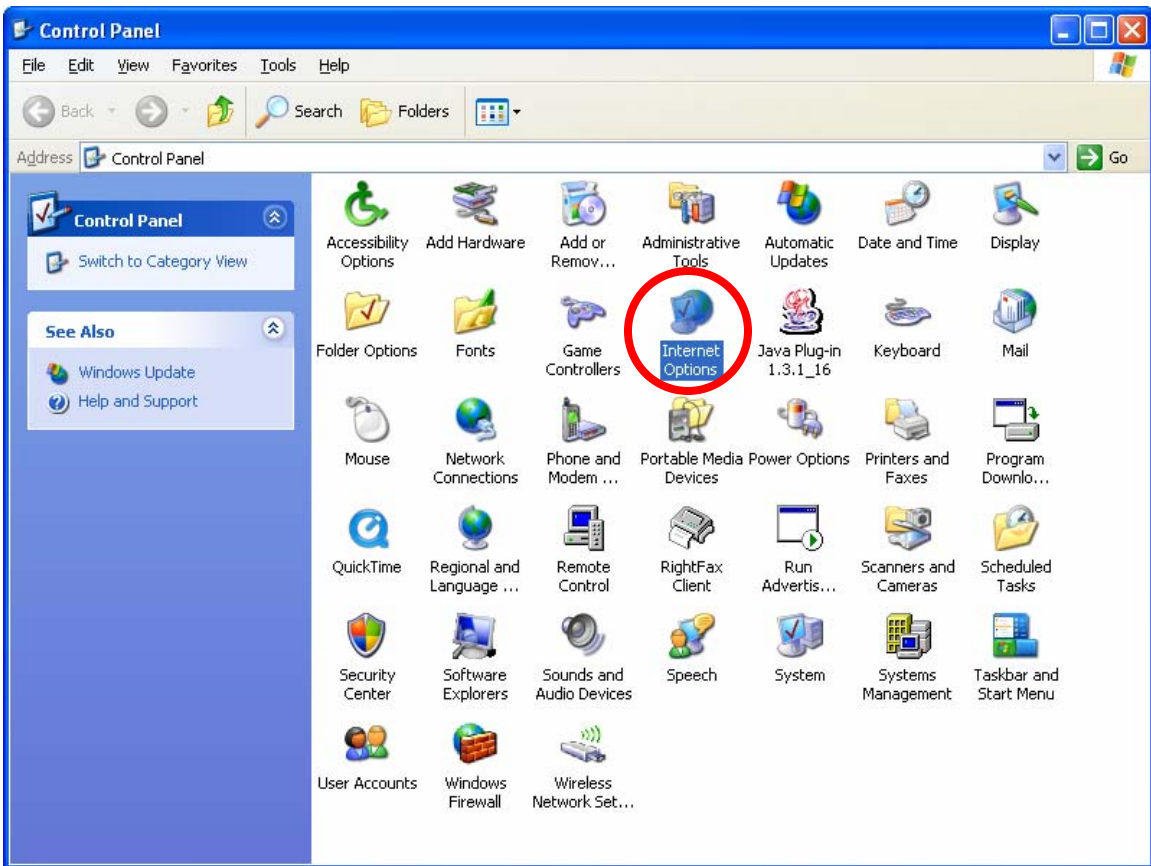 Control Panel
File Edit View Favorites Tools Help
Back Search Folders
Address Control Panel Go
Control Panel
Switch to Category View
See Also
Windows Update
Help and Support
Accessibility Options
Add Hardware
Add or Remov...
Administrative Tools
Automatic Updates
Date and Time
Display
Folder Options
Fonts
Game Controllers
Internet Options
Java Plug-in 1.3.1_16
Keyboard
Mail
Mouse
Network Connections
Phone and Modem ...
Portable Media Devices
Power Options
Printers and Faxes
Program Downlo...
QuickTime
Regional and Language ...
Remote Control
RightFax Client
Run Advertis...
Scanners and Cameras
Scheduled Tasks
Security Center
Software Explorers
Sounds and Audio Devices
Speech
System
Systems Management
Taskbar and Start Menu
User Accounts
Windows Firewall
Wireless Network Set...